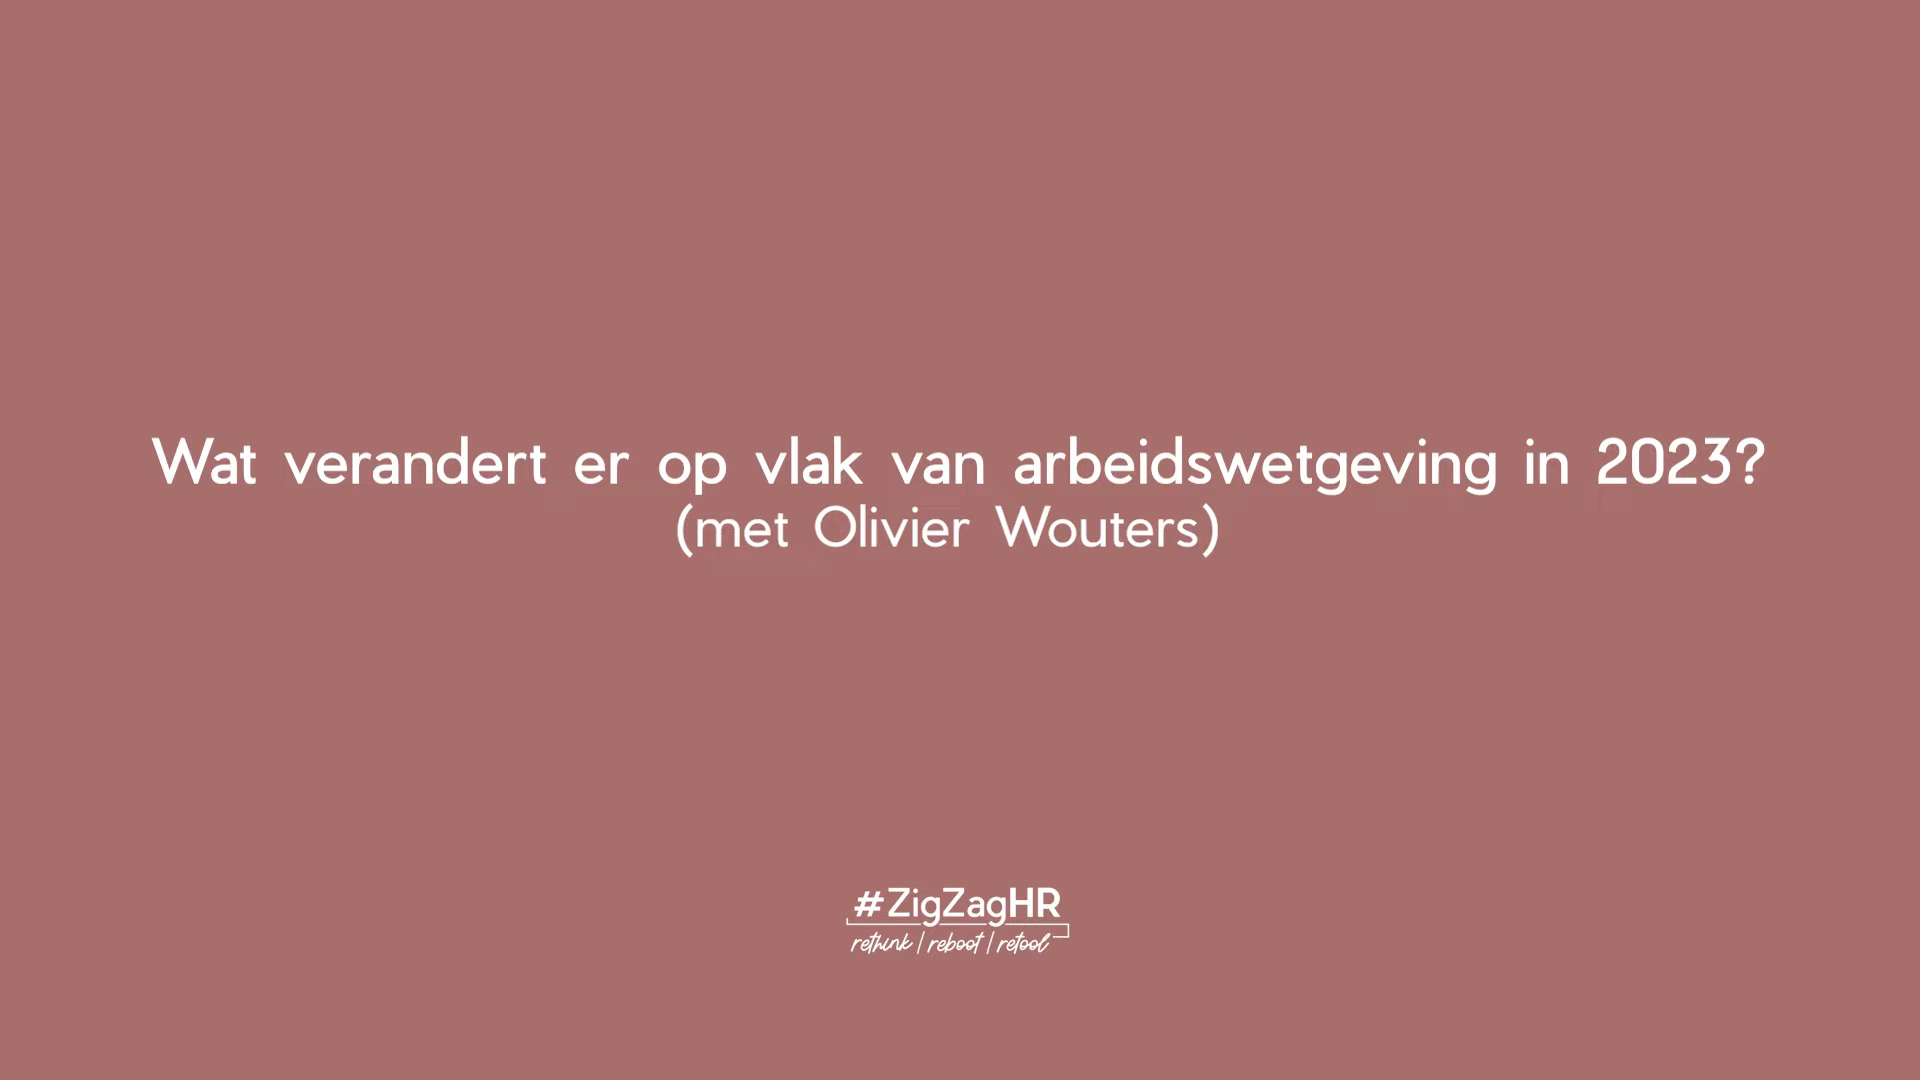 Wat verandert er op vlak van arbeidswetgeving in 2023?
(met Olivier Wouters)
#ZigZagHR
rethink | reboot | retool